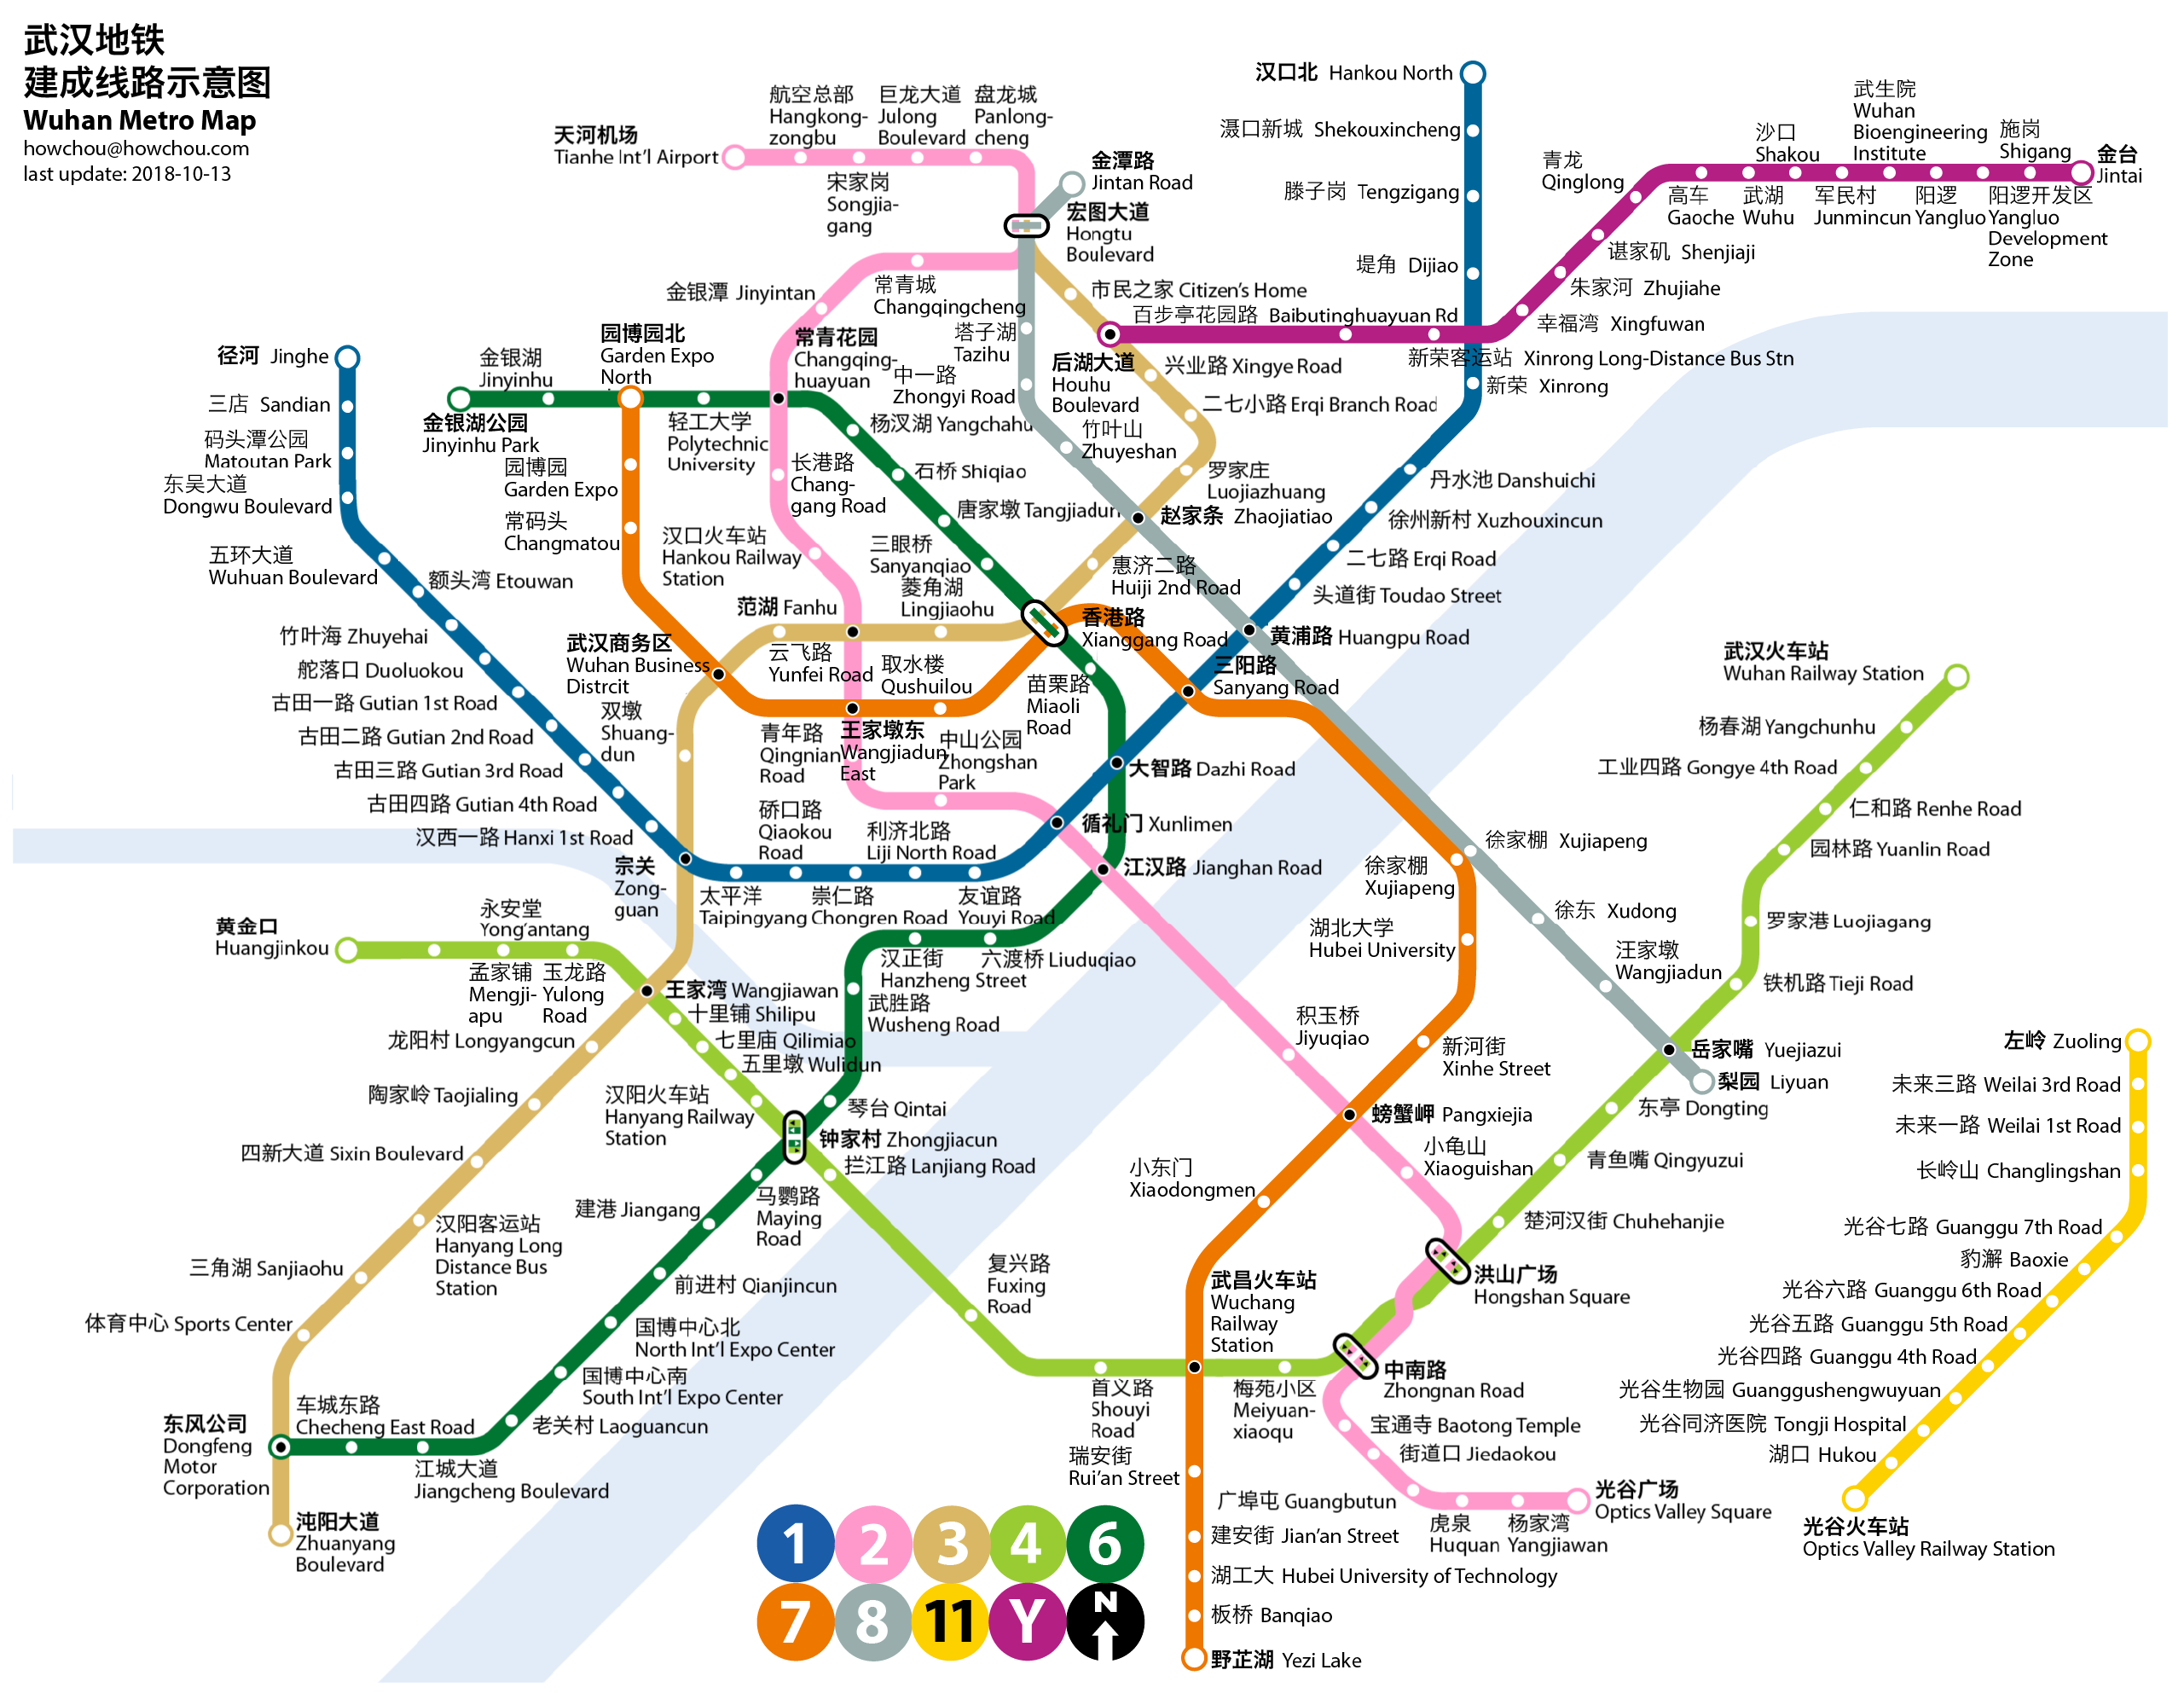 武汉地铁
建成线路示意图
Wuhan Metro Map
howchou@howchou.com
last update: 2018-10-13
天河机场
Tianhe Int'l Airport
航空总部
Hangkong-
zongbu
巨龙大道
Julong
Boulevard
盘龙城
Panlong-
cheng
宋家岗
Songjia-
gang
金潭路
Jintan Road
宏图大道
Hongtu
Boulevard
常青城
Changqingcheng
金银潭 Jinyintan
市民之家 Citizen's Home
百步亭花园路 Baibutinghuayuan Rd
汉口北 Hankou North
滠口新城 Shekouxincheng
滕子岗 Tengzigang
堤角 Dijiao
新荣客运站 Xinrong Long-Distance Bus Stn
新荣 Xinrong
青龙
Qinglong
高车
Gaoche
沙口
Shakou
武湖
Wuhu
武生院
Wuhan
Bioengineering
Institute
军民村
Junmincun
阳逻
Yangluo
施岗
Shigang
阳逻开发区
Yangluo
Development
Zone
金台
Jintai
谌家矶 Shenjiaji
朱家河 Zhujiahe
幸福湾 Xingfuwan
径河 Jinghe
三店 Sandian
码头潭公园
Matoutan Park
东吴大道
Dongwu Boulevard
五环大道
Wuhuan Boulevard
额头湾 Etouwan
竹叶海 Zhuyehai
舵落口 Duoluokou
古田一路 Gutian 1st Road
古田二路 Gutian 2nd Road
古田三路 Gutian 3rd Road
古田四路 Gutian 4th Road
汉西一路 Hanxi 1st Road
宗关
Zong-
guan
金银湖
Jinyinhu
金银湖公园
Jinyinhu Park
园博园北
Garden Expo
North
园博园
Garden Expo
常码头
Changmatou
轻工大学
Polytechnic
University
常青花园
Changqing-
huayuan
中一路
Zhongyi Road
塔子湖
Tazihu
杨汊湖 Yangchahu
石桥 Shiqiao
唐家墩 Tangjiadun
三眼桥
Sanyanqiao
菱角湖
Lingjiaohu
长港路
Chang-
gang Road
汉口火车站
Hankou Railway
Station
范湖 Fanhu
后湖大道
Houhu
Boulevard
竹叶山
Zhuyeshan
兴业路 Xingye Road
二七小路 Erqi Branch Road
罗家庄
Luojiazhuang
赵家条 Zhaojiatiao
惠济二路
Huiji 2nd Road
香港路
Xianggang Road
丹水池 Danshuichi
徐州新村 Xuzhouxincun
二七路 Erqi Road
头道街 Toudao Street
黄浦路 Huangpu Road
三阳路
Sanyang Road
武汉商务区
Wuhan Business
Distrcit
双墩
Shuang-
dun
云飞路
Yunfei Road
取水楼
Qushuilou
苗栗路
Miaoli
Road
青年路
Qingnian
Road
王家墩东
Wangjiadun
East
中山公园
Zhongshan
Park
大智路 Dazhi Road
循礼门 Xunlimen
江汉路 Jianghan Road
硚口路
Qiaokou
Road
利济北路
Liji North Road
太平洋
Taipingyang
崇仁路
Chongren Road
友谊路
Youyi Road
汉正街
Hanzheng Street
六渡桥 Liuduqiao
武胜路
Wusheng Road
黄金口
Huangjinkou
永安堂
Yong'antang
孟家铺
Mengji-
apu
玉龙路
Yulong
Road
王家湾 Wangjiawan
十里铺 Shilipu
七里庙 Qilimiao
五里墩 Wulidun
汉阳火车站
Hanyang Railway
Station
琴台 Qintai
钟家村 Zhongjiacun
拦江路 Lanjiang Road
马鹦路
Maying
Road
建港 Jiangang
前进村 Qianjincun
国博中心北
North Int'l Expo Center
国博中心南
South Int'l Expo Center
老关村 Laoguancun
龙阳村 Longyangcun
陶家岭 Taojialing
四新大道 Sixin Boulevard
汉阳客运站
Hanyang Long
Distance Bus
Station
三角湖 Sanjiaohu
体育中心 Sports Center
东风公司
Dongfeng
Motor
Corporation
车城东路
Checheng East Road
江城大道
Jiangcheng Boulevard
沌阳大道
Zhuanyang
Boulevard
复兴路
Fuxing
Road
首义路
Shouyi
Road
武昌火车站
Wuchang
Railway
Station
梅苑小区
Meiyuan-
xiaoqu
中南路
Zhongnan Road
洪山广场
Hongshan Square
徐家棚 Xujiapeng
徐家棚
Xujiapeng
湖北大学
Hubei University
新河街
Xinhe Street
积玉桥
Jiyuqiao
螃蟹岬 Pangxiejia
小龟山
Xiaoguishan
小东门
Xiaodongmen
徐东 Xudong
汪家墩
Wangjiadun
岳家嘴 Yuejiazui
梨园 Liyuan
东亭 Dongting
青鱼嘴 Qingyuzui
楚河汉街 Chuhehanjie
武汉火车站
Wuhan Railway Station
杨春湖 Yangchunhu
工业四路 Gongye 4th Road
仁和路 Renhe Road
园林路 Yuanlin Road
罗家港 Luojiagang
铁机路 Tieji Road
宝通寺 Baotong Temple
街道口 Jiedaokou
广埠屯 Guangbutun
虎泉
Huquan
杨家湾
Yangjiawan
光谷广场
Optics Valley Square
瑞安街
Rui'an Street
建安街 Jian'an Street
湖工大 Hubei University of Technology
板桥 Banqiao
野芷湖 Yezi Lake
左岭 Zuoling
未来三路 Weilai 3rd Road
未来一路 Weilai 1st Road
长岭山 Changlingshan
光谷七路 Guanggu 7th Road
豹澥 Baoxie
光谷六路 Guanggu 6th Road
光谷五路 Guanggu 5th Road
光谷四路 Guanggu 4th Road
光谷生物园 Guanggushengwuyuan
光谷同济医院 Tongji Hospital
湖口 Hukou
光谷火车站
Optics Valley Railway Station
1 2 3 4 6
7 8 11 Y N